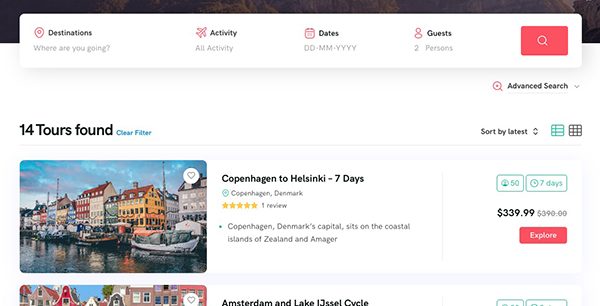 Destinations
Where are you going?
Activity
All Activity
Dates
DD-MM-YYYY
Guests
2 Persons
Advanced Search
14 Tours found Clear Filter
Sort by latest
Copenhagen to Helsinki – 7 Days
Copenhagen, Denmark
1 review
Copenhagen, Denmark's capital, sits on the coastal
islands of Zealand and Amager
50
7 days
$339.99 $390.00
Explore
Amsterdam and Lake IJssel Cycle